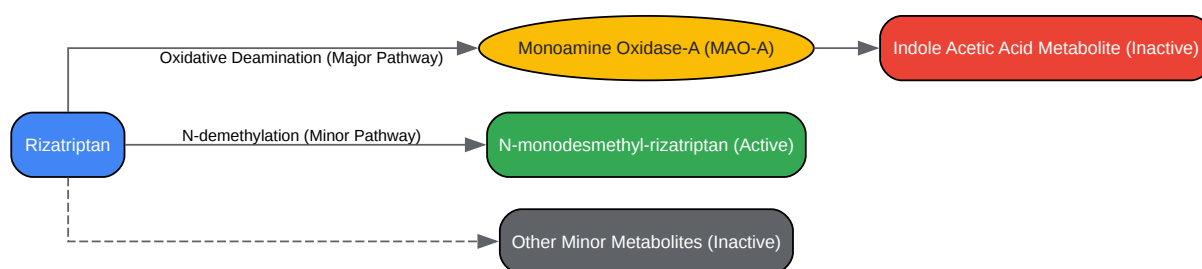 Monoamine Oxidase-A (MAO-A)
Indole Acetic Acid Metabolite (Inactive)
Oxidative Deamination (Major Pathway)
Rizatriptan
N-demethylation (Minor Pathway)
N-monodesmethyl-rizatriptan (Active)
Other Minor Metabolites (Inactive)